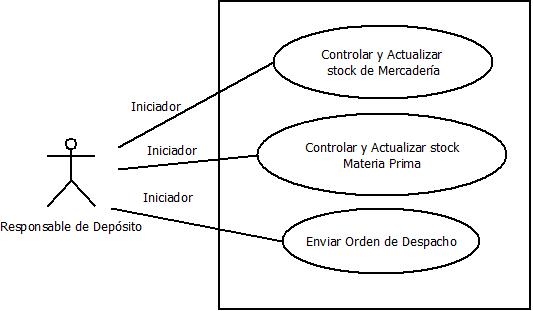 Controlar y Actualizar
stock de Mercadería
Iniciador
Controlar y Actualizar stock
Materia Prima
Iniciador
Iniciador
Responsable de Depósito
Enviar Orden de Despacho